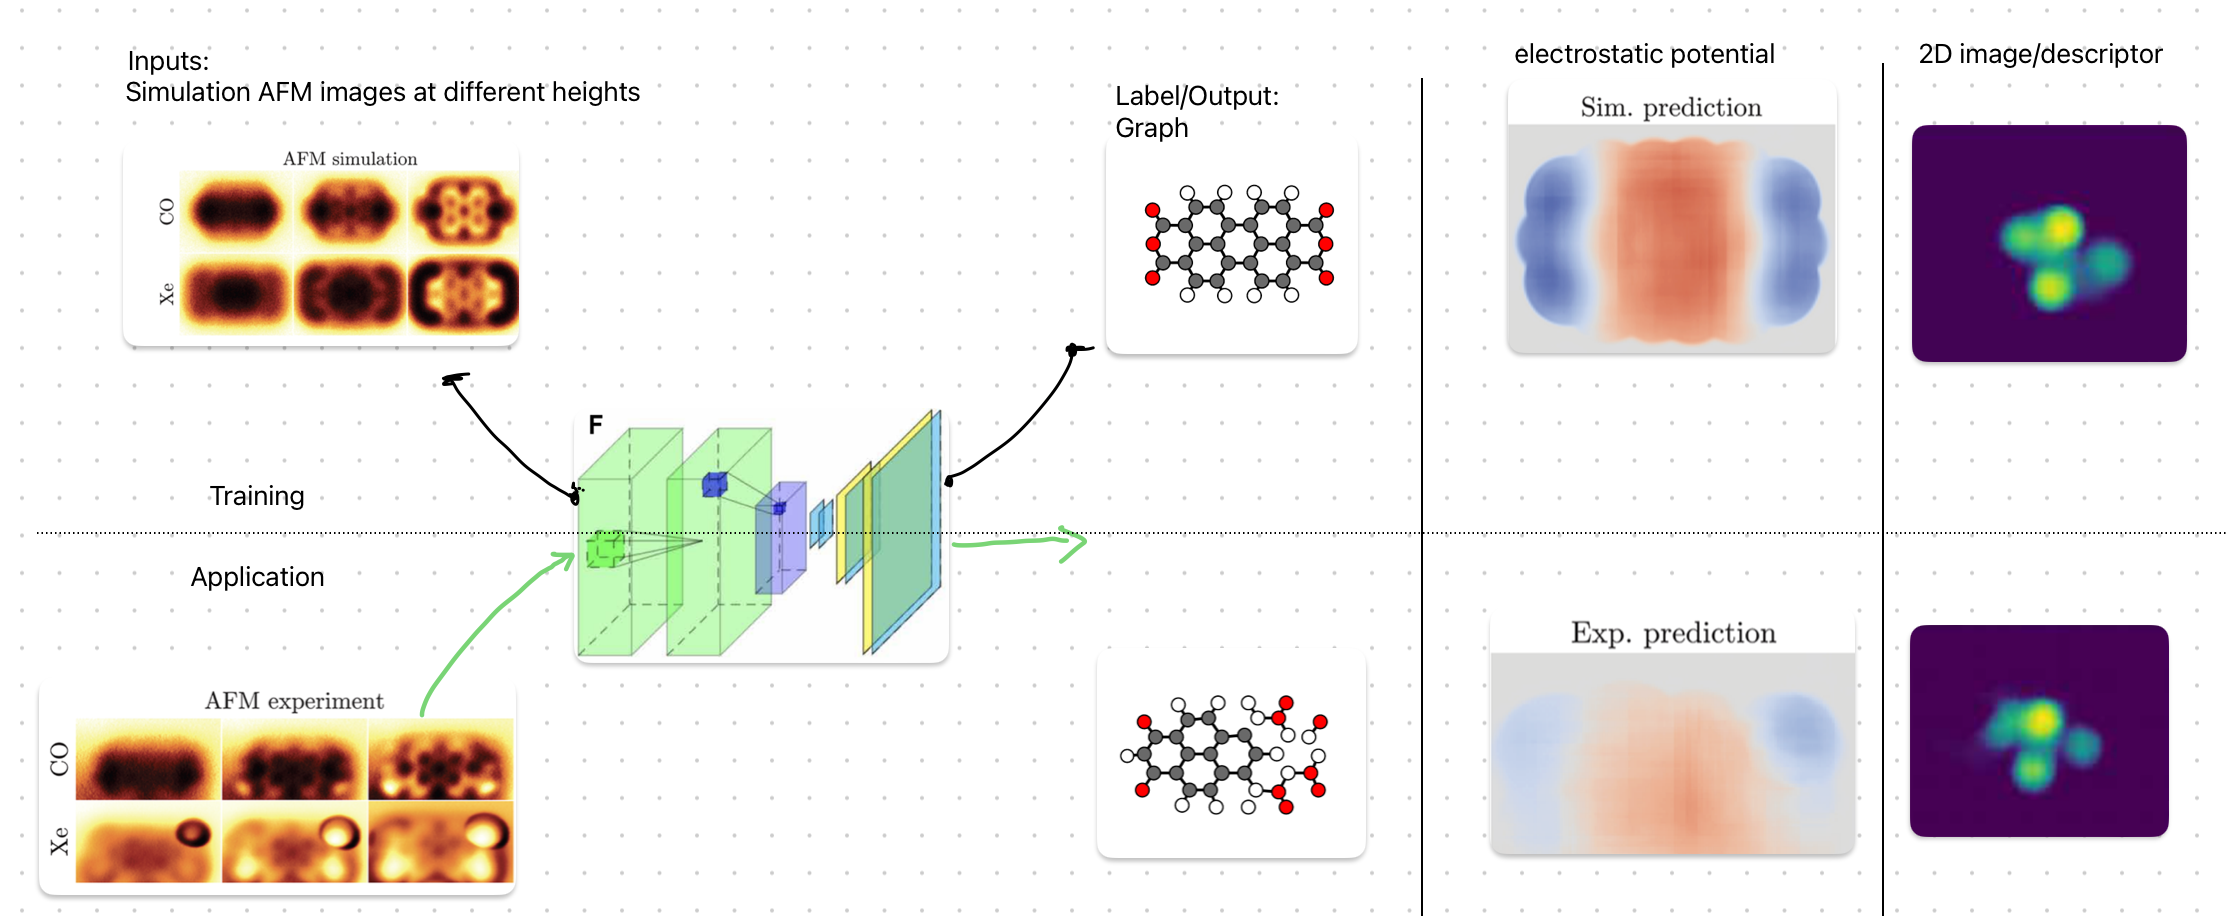 Inputs:
Simulation AFM images at different heights
AFM simulation
CO
Xe
Label/Output:
Graph
electrostatic potential
Sim. prediction
2D image/descriptor
F
Training
Application
AFM experiment
CO
Xe
Exp. prediction